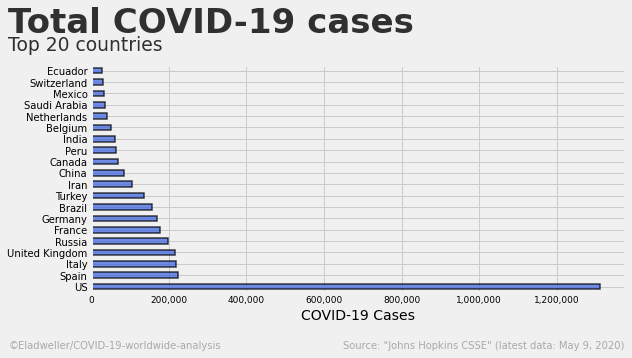 Total COVID-19 cases
Top 20 countries
Ecuador
Switzerland
Mexico
Saudi Arabia
Netherlands
Belgium
India
Peru
Canada
China
Iran
Turkey
Brazil
Germany
France
Russia
United Kingdom
Italy
Spain
US
0 200,000 400,000 600,000 800,000 1,000,000 1,200,000
COVID-19 Cases
©Eladweller/COVID-19-worldwide-analysis Source: "Johns Hopkins CSSE" (latest data: May 9, 2020)